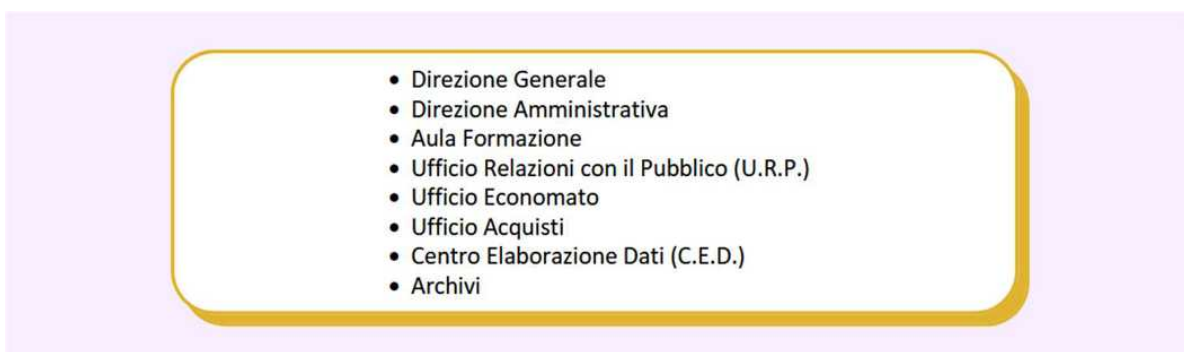 • Direzione Generale
• Direzione Amministrativa
• Aula Formazione
• Ufficio Relazioni con il Pubblico (U.R.P.)
• Ufficio Economato
• Ufficio Acquisti
• Centro Elaborazione Dati (C.E.D.)
• Archivi